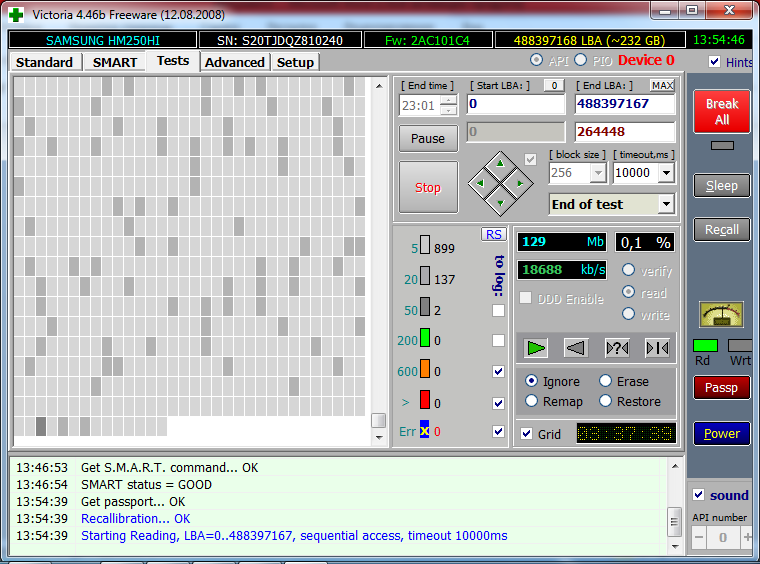 Victoria 4.46b Freeware (12.08.2008)
SAMSUNG HM250HI SN: S20TJDQZ810240 Fw: 2AC101C4 488397168 LBA (~232 GB) 13:54:46
Standard SMART Tests Advanced Setup API PIO Device 0 Hints
[ End time ] [ Start LBA: ] 0 [ End LBA: ] MAX
23:01 0 488397167
Pause 0 264448
[ block size ] [ timeout,ms ]
Stop 256 10000
End of test
Break
All
Sleep
Recall
RS
to log:
5 899
20 137
50 2
200 0
600 0
> 0
Err x 0
129 Mb 0,1 %
18688 kb/s verify
DDD Enable read
write
Ignore Erase
Remap Restore
Grid 03:07:39
Rd Wrt
Passp
Power
13:46:53 Get S.M.A.R.T. command... OK
13:46:54 SMART status = GOOD
13:54:39 Get passport... OK
13:54:39 Recallibration... OK
13:54:39 Starting Reading, LBA=0..488397167, sequential access, timeout 10000ms
sound
API number
0